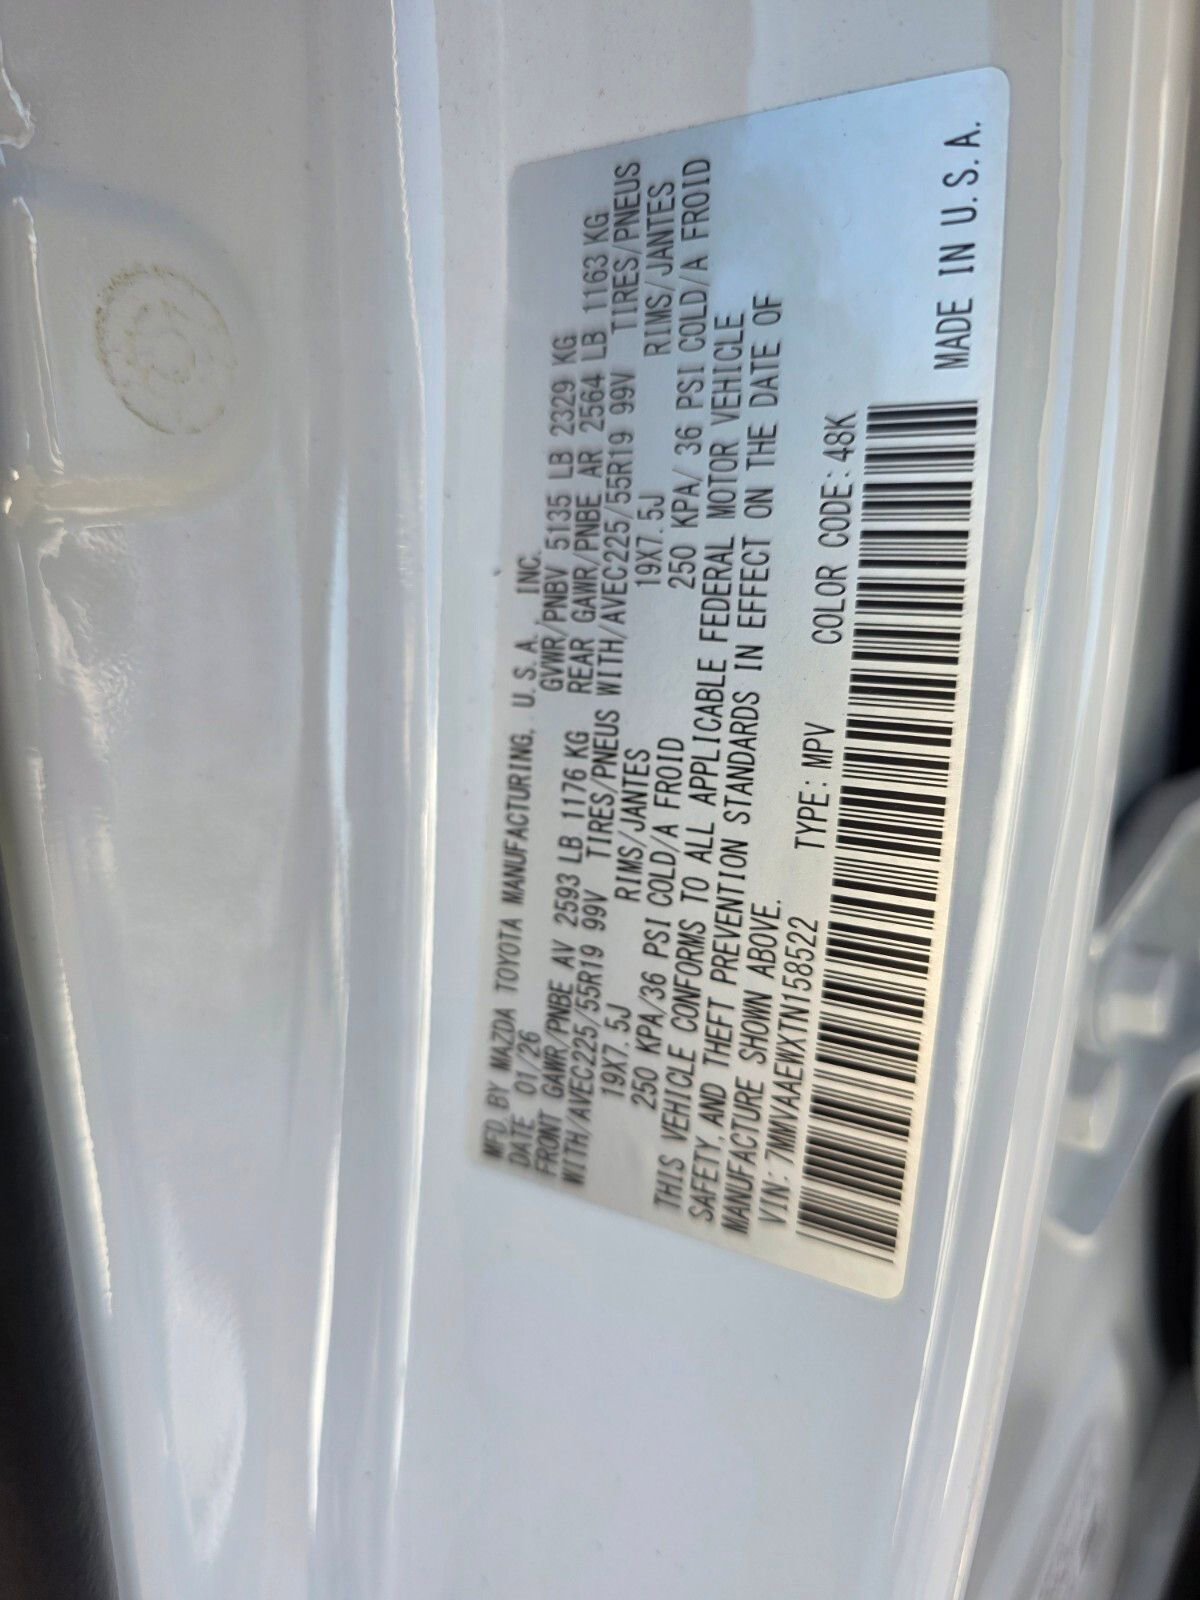 MFD. BY MAZDA TOYOTA MANUFACTURING, U.S.A., INC.
DATE 01/26 GVWR/PNBV 5135 LB 2329 KG
FRONT GAWR/PNBE AV 2593 LB 1176 KG REAR GAWR/PNBE AR 2564 LB 1163 KG
WITH/AVEC225/55R19 99V TIRES/PNEUS WITH/AVEC225/55R19 99V TIRES/PNEUS
19X7.5J RIMS/JANTES 19X7.5J RIMS/JANTES
250 KPA/36 PSI COLD/A FROID 250 KPA/ 36 PSI COLD/A FROID
THIS VEHICLE CONFORMS TO ALL APPLICABLE FEDERAL MOTOR VEHICLE
SAFETY, AND THEFT PREVENTION STANDARDS IN EFFECT ON THE DATE OF
MANUFACTURE SHOWN ABOVE.
VIN: 7MMVAAEWXTN158522 TYPE: MPV COLOR CODE: 48K
MADE IN U.S.A.